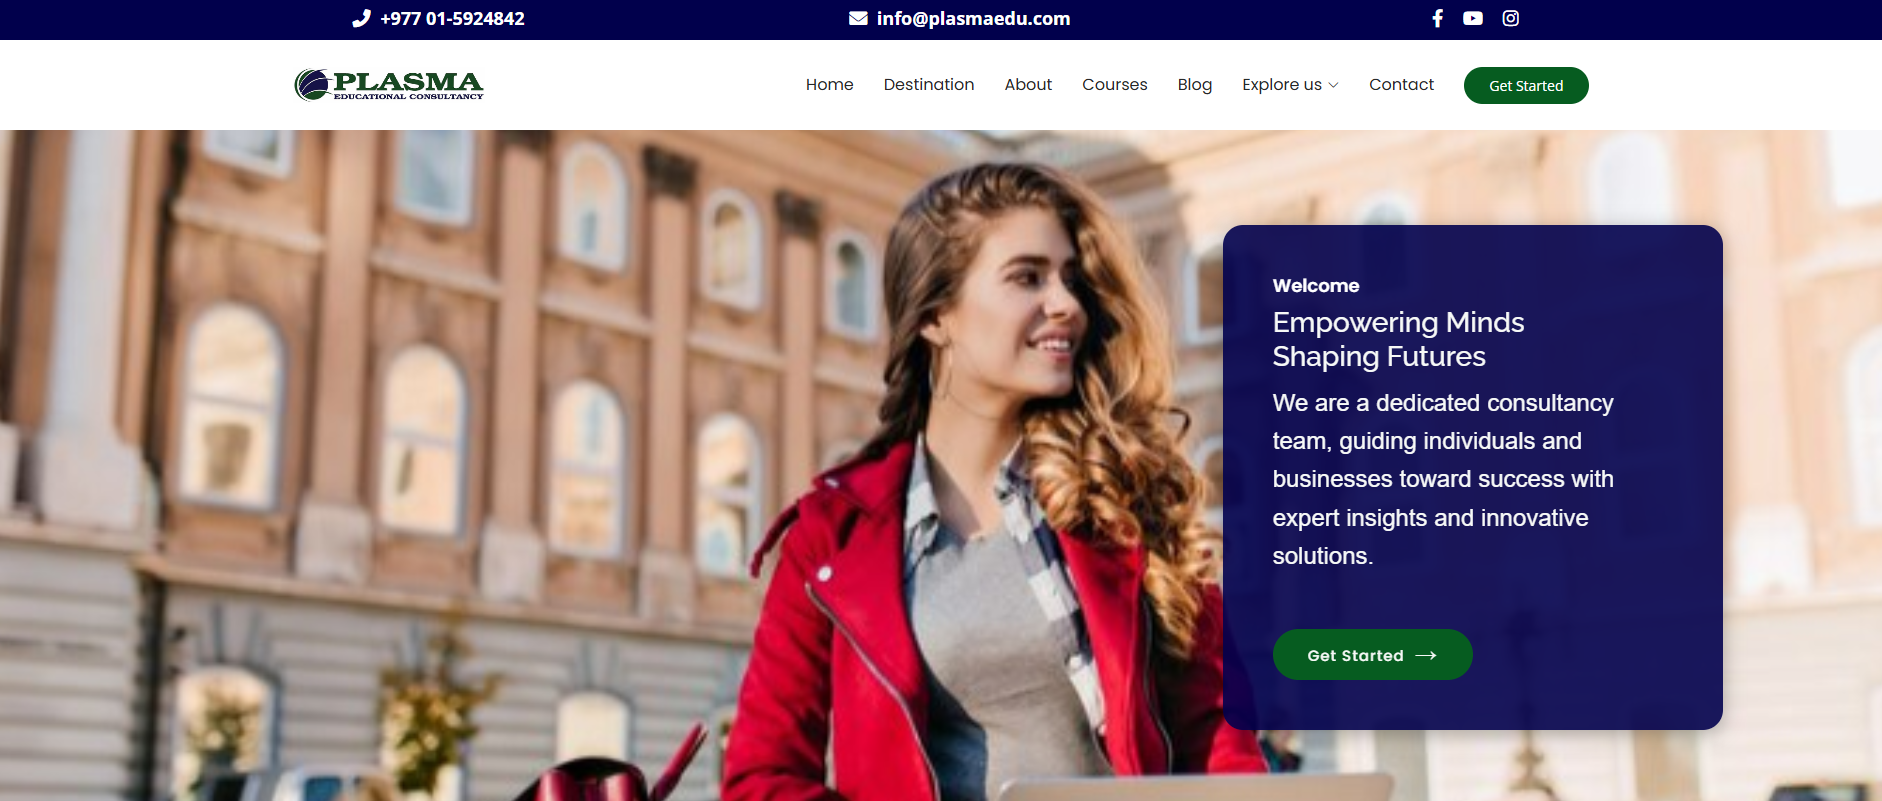 +977 01-5924842
info@plasmaedu.com
PLASMA
EDUCATIONAL CONSULTANCY
Home
Destination
About
Courses
Blog
Explore us
Contact
Get Started
Welcome
Empowering Minds
Shaping Futures
We are a dedicated consultancy
team, guiding individuals and
businesses toward success with
expert insights and innovative
solutions.
Get Started